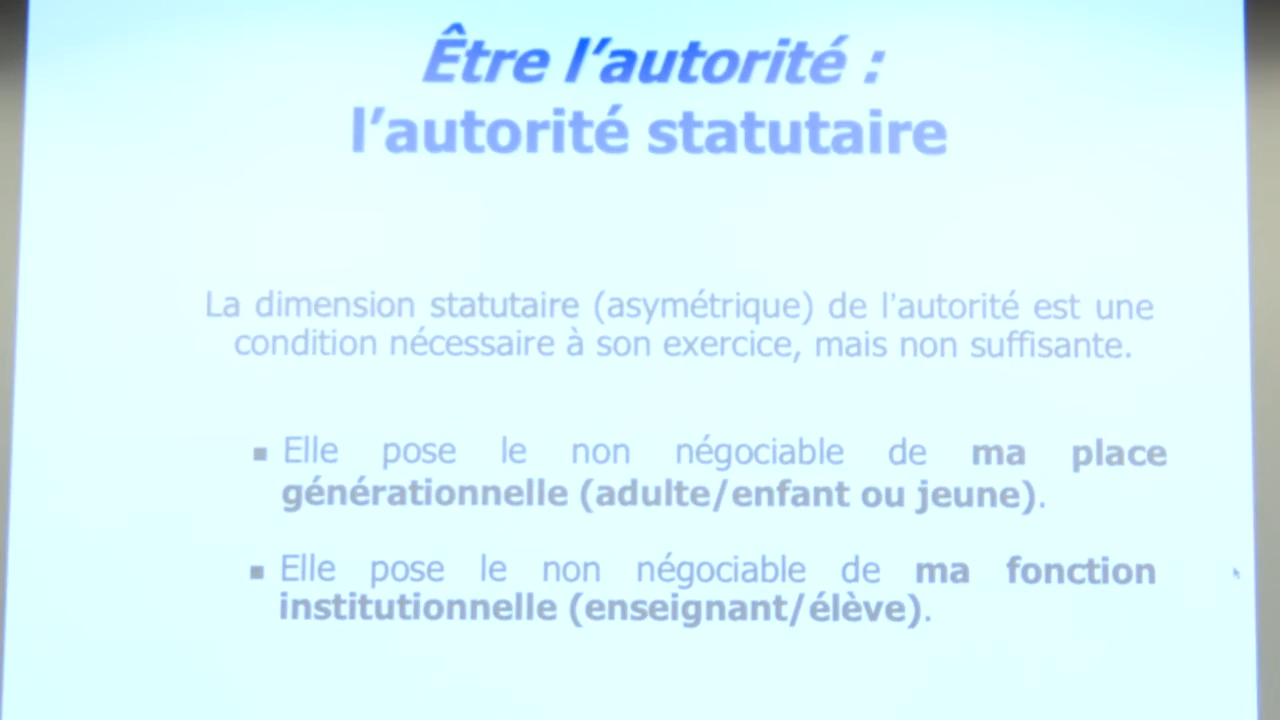 Être l’autorité :
l’autorité statutaire
La dimension statutaire (asymétrique) de l'autorité est une
condition nécessaire à son exercice, mais non suffisante.
▪ Elle pose le non négociable de ma place
générationnelle (adulte/enfant ou jeune).
▪ Elle pose le non négociable de ma fonction
institutionnelle (enseignant/élève).